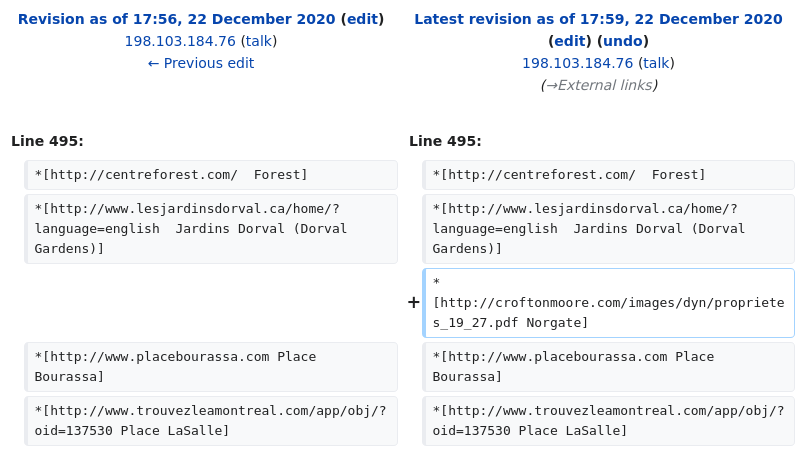 Revision as of 17:56, 22 December 2020 (edit)
198.103.184.76 (talk)
← Previous edit
Latest revision as of 17:59, 22 December 2020
(edit) (undo)
198.103.184.76 (talk)
(→External links)
Line 495:
Line 495:
*[http://centreforest.com/  Forest]
*[http://centreforest.com/  Forest]
*[http://www.lesjardinsdorval.ca/home/?
language=english  Jardins Dorval (Dorval
Gardens)]
*[http://www.lesjardinsdorval.ca/home/?
language=english  Jardins Dorval (Dorval
Gardens)]
+
*
[http://croftonmoore.com/images/dyn/propriete
s_19_27.pdf Norgate]
*[http://www.placebourassa.com Place
Bourassa]
*[http://www.placebourassa.com Place
Bourassa]
*[http://www.trouvezleamontreal.com/app/obj/?
oid=137530 Place LaSalle]
*[http://www.trouvezleamontreal.com/app/obj/?
oid=137530 Place LaSalle]